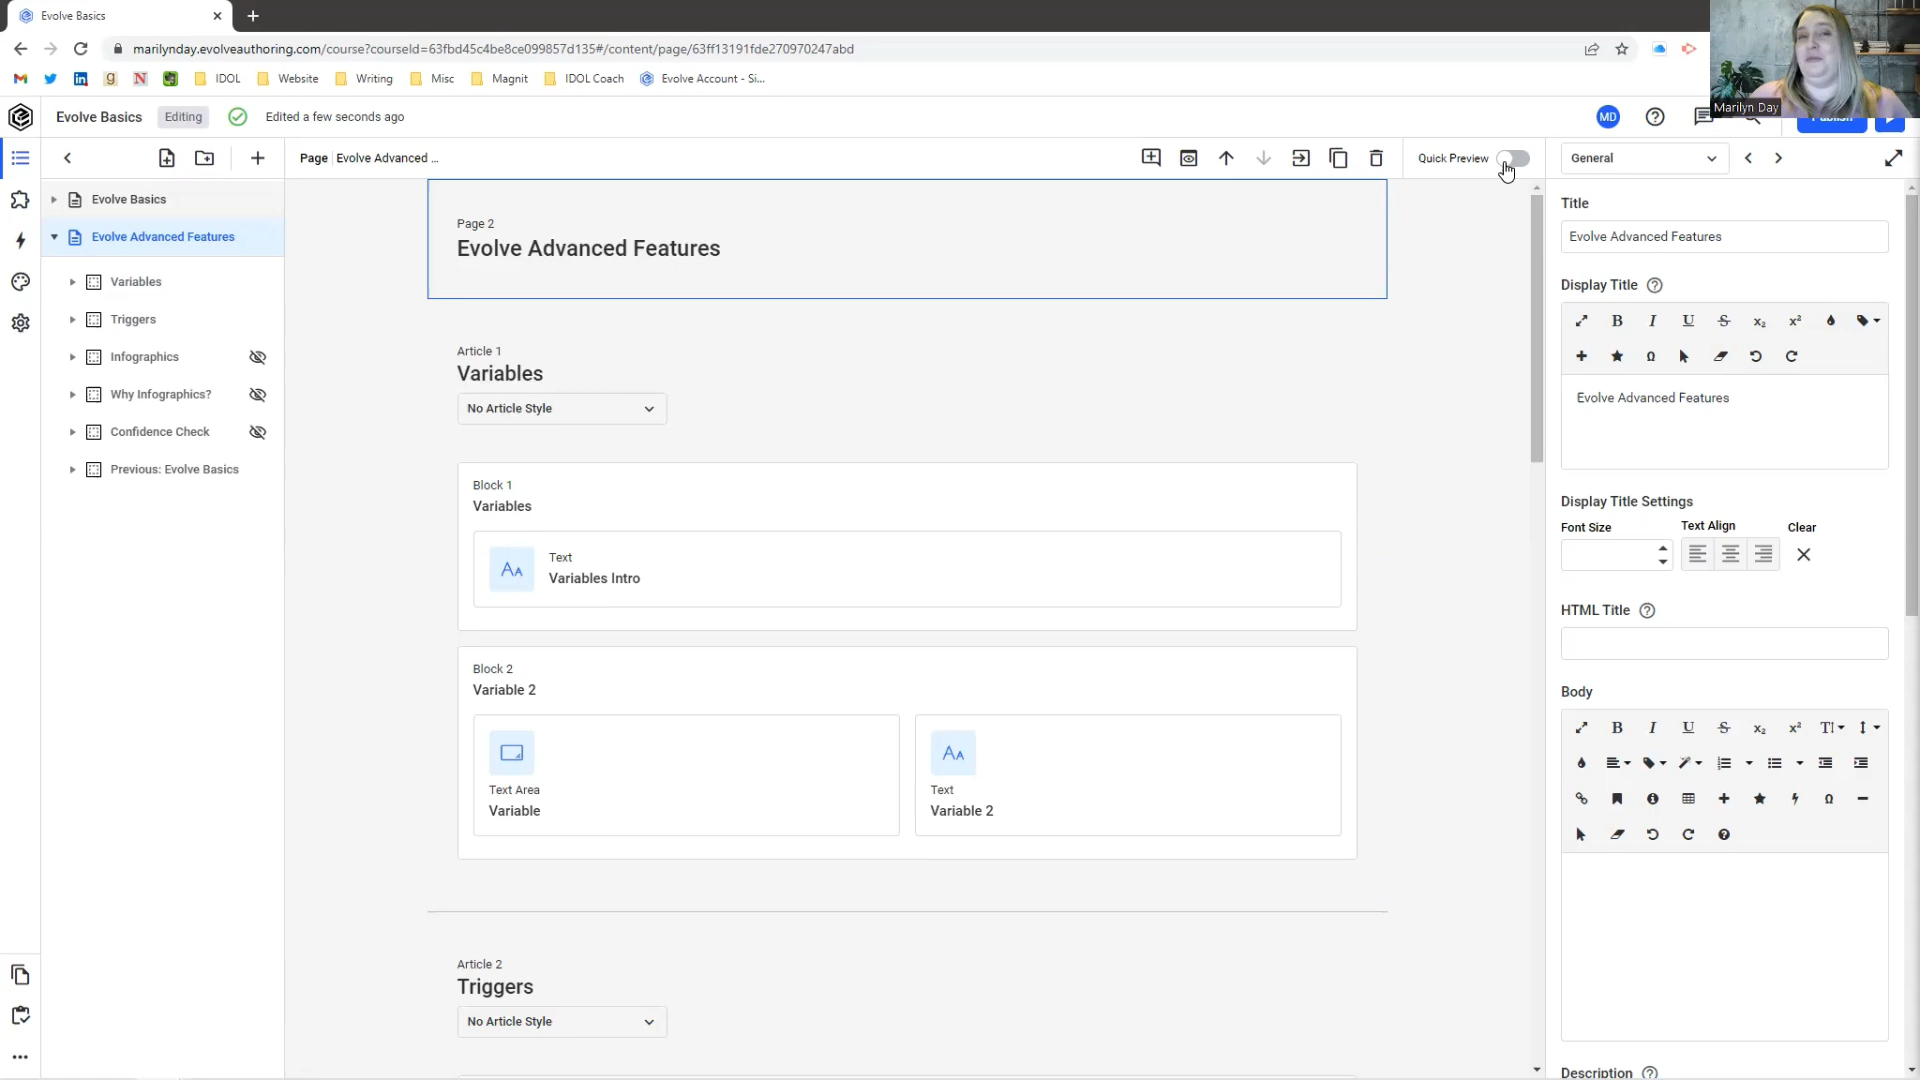 Evolve Basics
marilynday.evolveauthoring.com/course?courseId=63fbd45c4be8ce099857d135#/content/page/63ff13191fde270970247abd
IDOL
Website
Writing
Misc
Magnit
IDOL Coach
Evolve Account - Si...
Marilyn Day
Evolve Basics
Editing
Edited a few seconds ago
MD
Publish
Page
Evolve Advanced ...
Quick Preview
General
Evolve Basics
Evolve Advanced Features
Variables
Triggers
Infographics
Why Infographics?
Confidence Check
Previous: Evolve Basics
Page 2
Evolve Advanced Features
Article 1
Variables
No Article Style
Block 1
Variables
Text
Variables Intro
Block 2
Variable 2
Text Area
Variable
Text
Variable 2
Article 2
Triggers
No Article Style
Title
Evolve Advanced Features
Display Title
Evolve Advanced Features
Display Title Settings
Font Size
Text Align
Clear
HTML Title
Body
Description